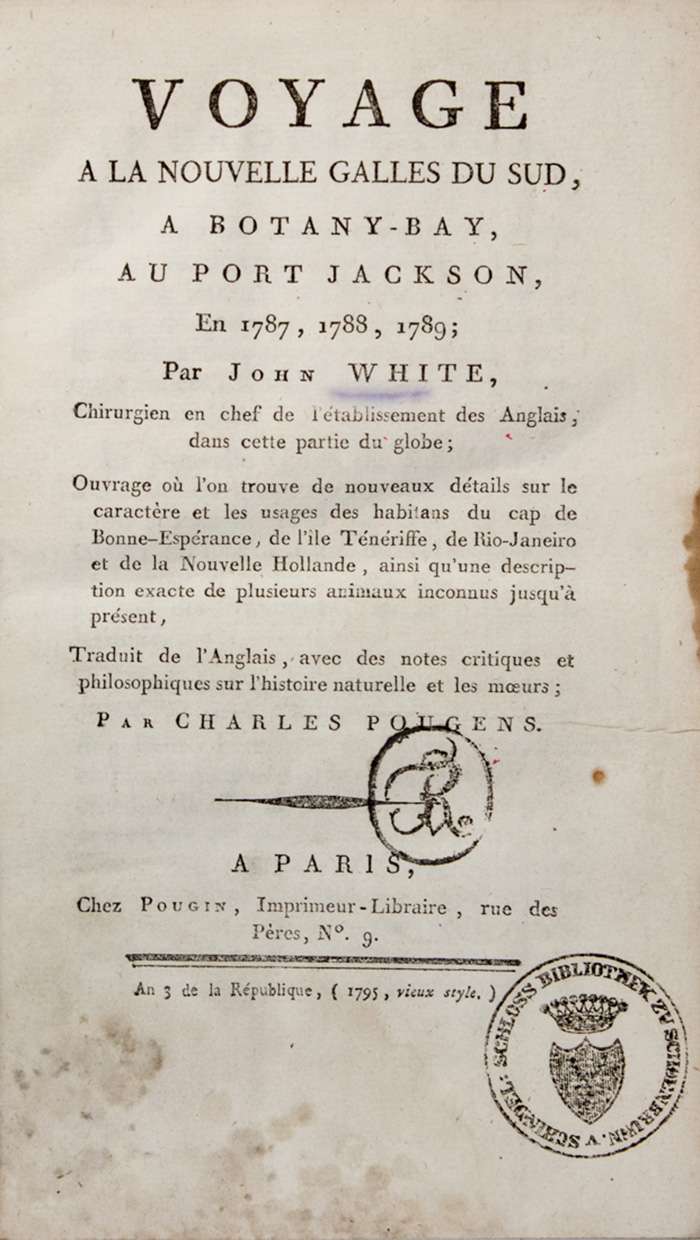 VOYAGE
A LA NOUVELLE GALLES DU SUD,
A BOTANY-BAY,
AU PORT JACKSON,
En 1787, 1788, 1789;
Par JOHN WHITE,
Chirurgien en chef de l'établissement des Anglais,
dans cette partie du globe;
Ouvrage où l'on trouve de nouveaux détails sur le
caractère et les usages des habitans du cap de
Bonne-Espérance, de l'île Ténériffe, de Rio-Janeiro
et de la Nouvelle Hollande, ainsi qu'une descrip-
tion exacte de plusieurs animaux inconnus jusqu'à
présent,
Traduit de l'Anglais, avec des notes critiques et
philosophiques sur l'histoire naturelle et les mœurs;
PAR CHARLES POUGENS.
A PARIS,
Chez POUGIN, Imprimeur-Libraire, rue des
Pères, N°. 9.
An 3 de la République, ( 1795, vieux style. )
SCHLOSS BIBLIOTHEK ZU SCHOENBRUNN. V SCHINDEL: